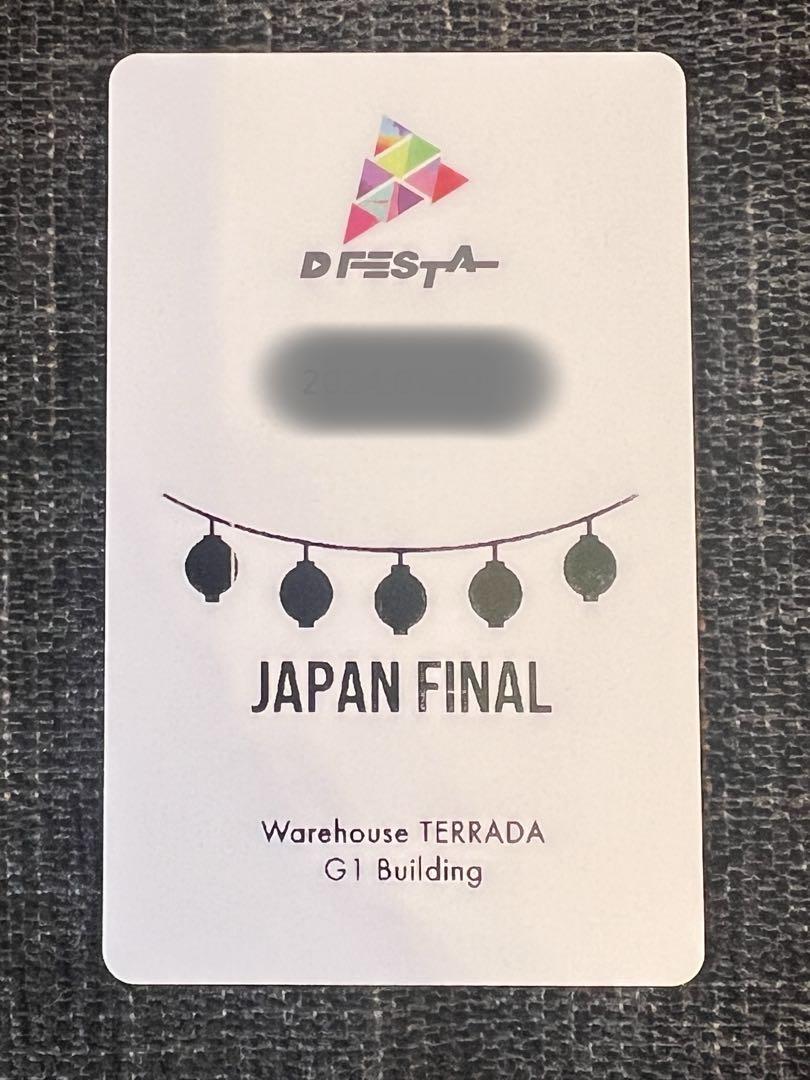 D FESTA
JAPAN FINAL
Warehouse TERRADA
G1 Building